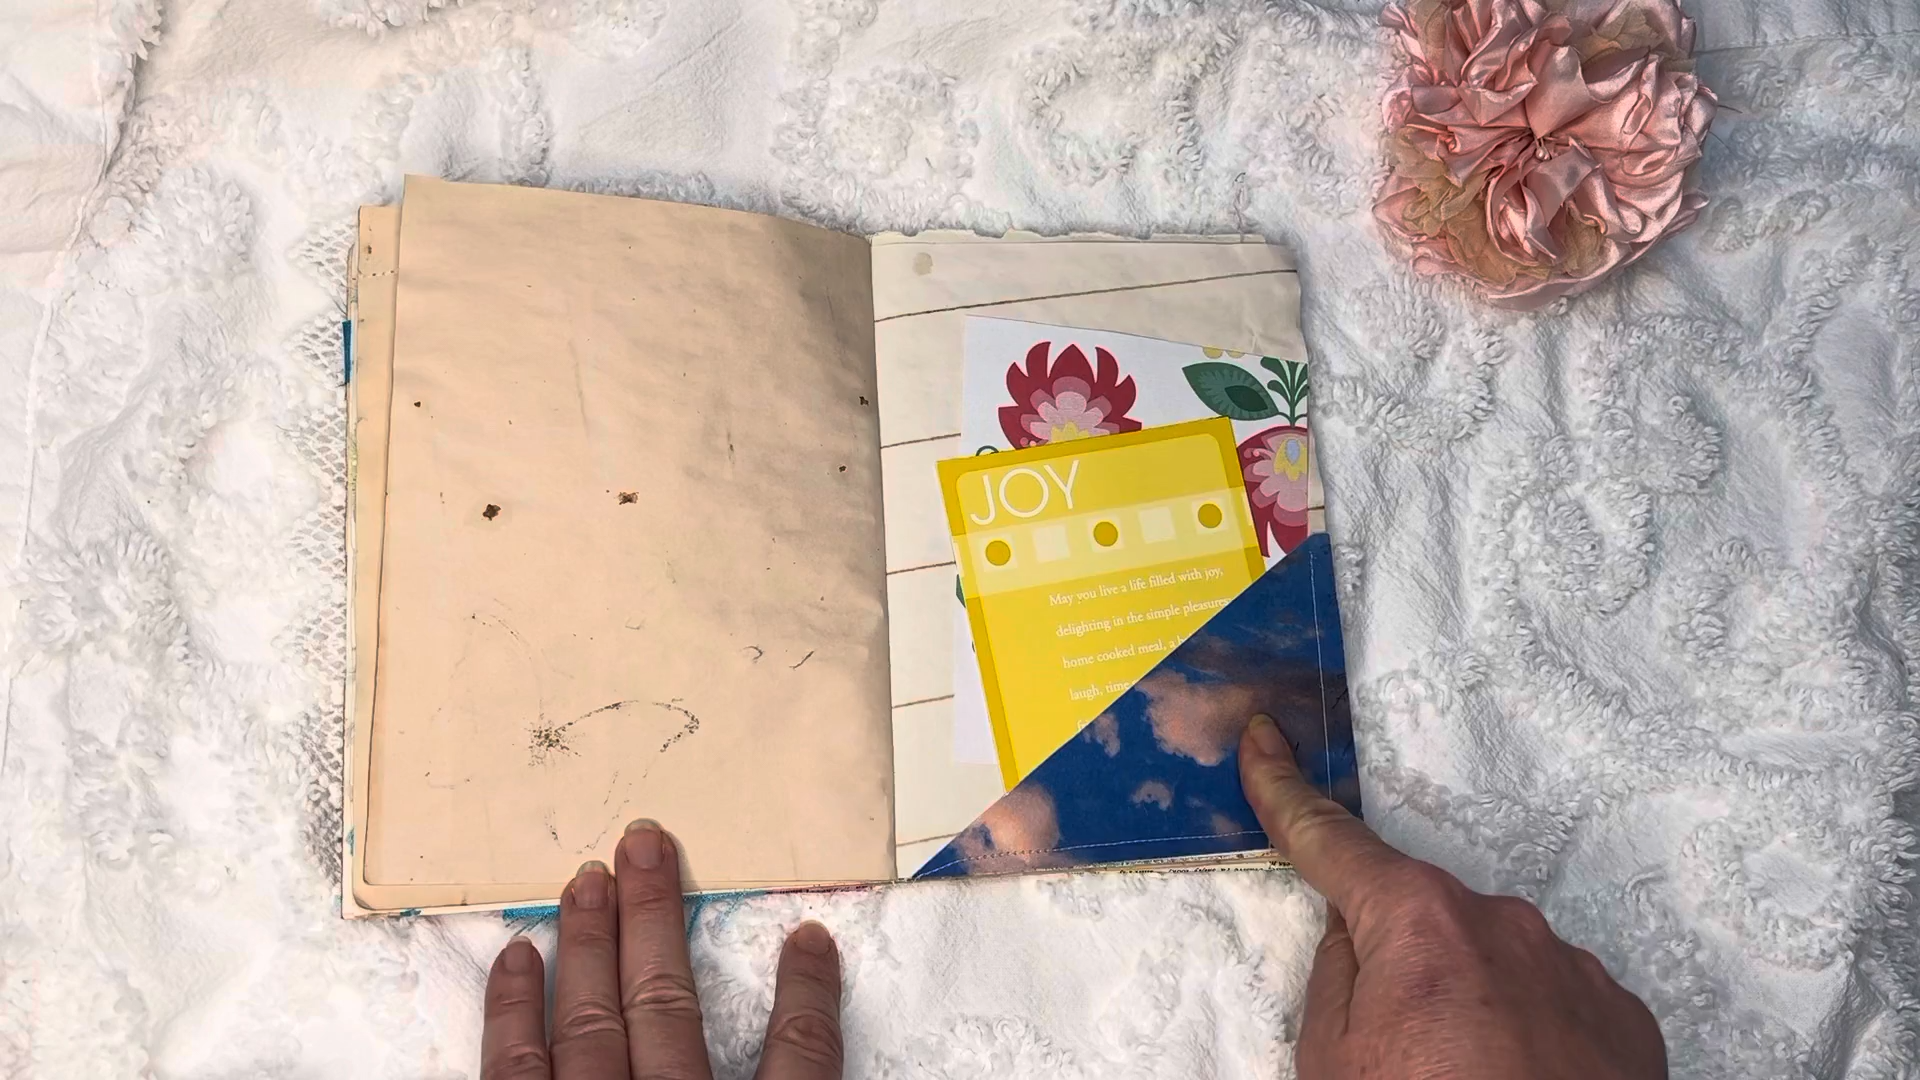 JOY
May you live a life filled with joy,
delighting in the simple pleasures
home cooked meal, a
laugh, time